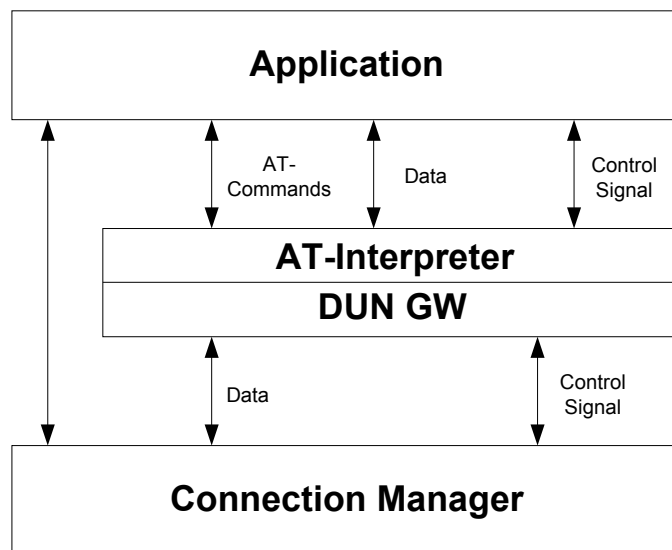 Application
AT-
Commands
Data
Control
Signal
AT-Interpreter
DUN GW
Data
Control
Signal
Connection Manager